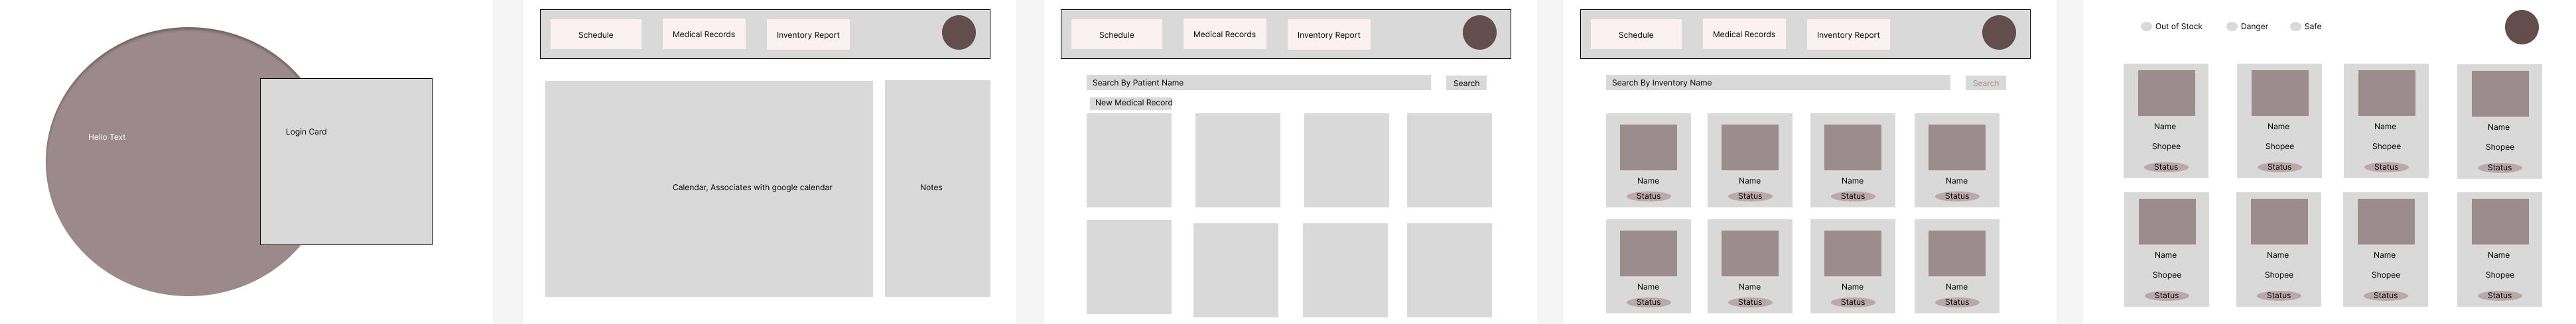 Hello Text
Login Card
Schedule
Medical Records
Inventory Report
Calendar, Associates with google calendar
Notes
Schedule
Medical Records
Inventory Report
Search By Patient Name
Search
New Medical Record
Schedule
Medical Records
Inventory Report
Search By Inventory Name
Search
Name
Name
Name
Name
Status
Status
Status
Status
Name
Name
Name
Name
Status
Status
Status
Status
Out of Stock
Danger
Safe
Name
Name
Name
Name
Shopee
Shopee
Shopee
Shopee
Status
Status
Status
Status
Name
Name
Name
Name
Shopee
Shopee
Shopee
Shopee
Status
Status
Status
Status